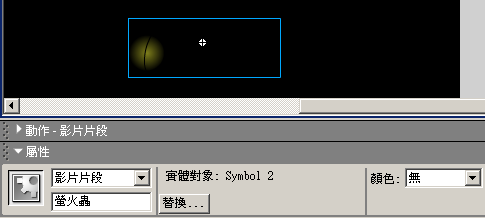 動作 - 影片片段
屬性
影片片段
實體對象: Symbol 2
顏色: 無
螢火蟲
替換...